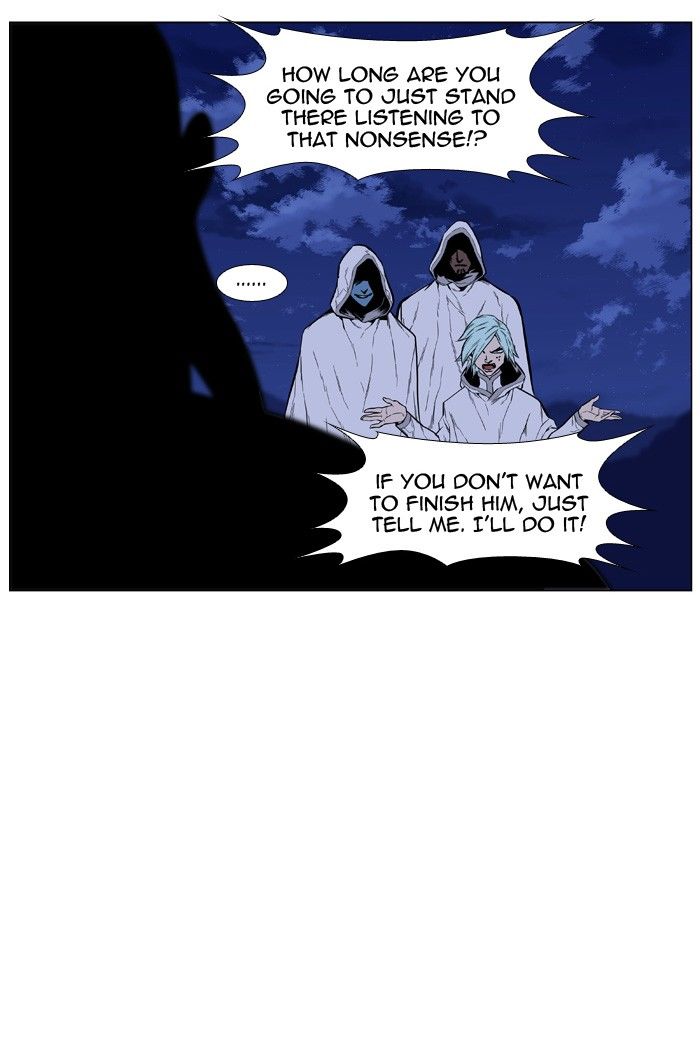 HOW LONG ARE YOU
GOING TO JUST STAND
THERE LISTENING TO
THAT NONSENSE!?
......
IF YOU DON'T WANT
TO FINISH HIM, JUST
TELL ME. I'LL DO IT!